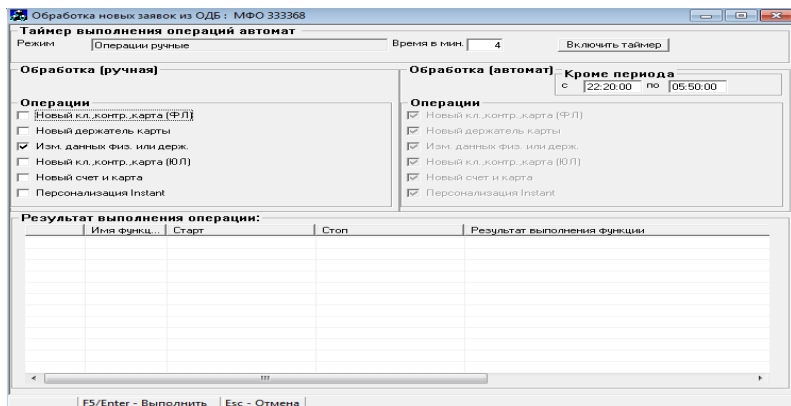 Обработка новых заявок из ОДБ : МФО 333368
Таймер выполнения операций автомат
Режим Операции ручные Время в мин. 4 Включить таймер
Обработка (ручная) Обработка (автомат) Кроме периода
с 22:20:00 по 05:50:00
Операции Операции
Новый кл.,контр.,карта (ФЛ) Новый кл.,контр.,карта (ФЛ)
Новый держатель карты Новый держатель карты
Изм. данных физ. или держ. Изм. данных физ. или держ.
Новый кл.,контр.,карта (ЮЛ) Новый кл.,контр.,карта (ЮЛ)
Новый счет и карта Новый счет и карта
Персонализация Instant Персонализация Instant
Результат выполнения операции:
Имя функц... Старт Стоп Результат выполнения функции
F5/Enter - Выполнить Esc - Отмена